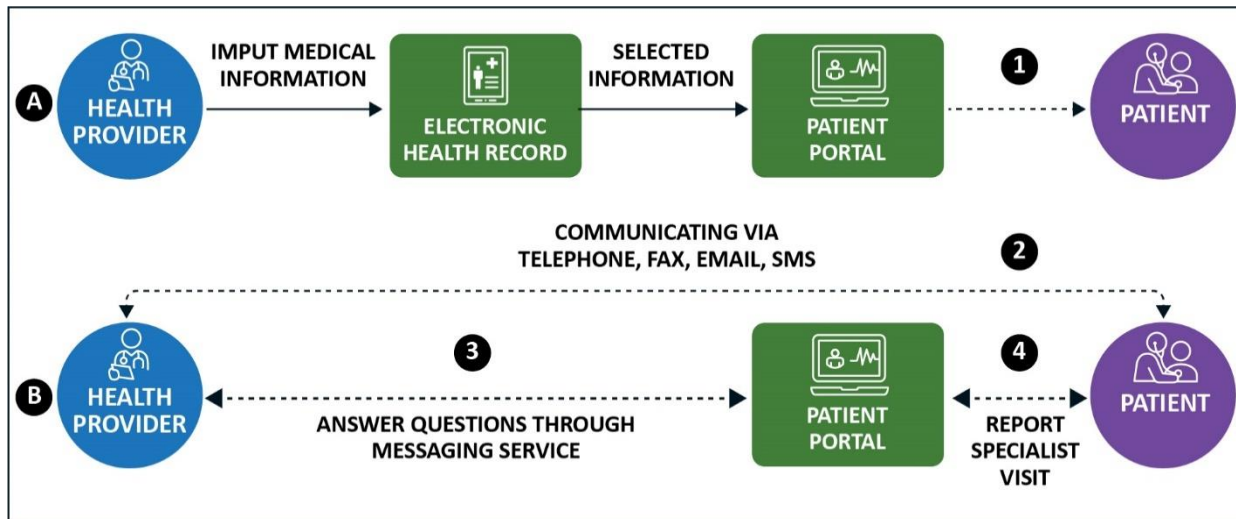 A
HEALTH
PROVIDER
IMPUT MEDICAL
INFORMATION
ELECTRONIC
HEALTH RECORD
SELECTED
INFORMATION
PATIENT
PORTAL
1
PATIENT
COMMUNICATING VIA
TELEPHONE, FAX, EMAIL, SMS
2
B
HEALTH
PROVIDER
3
ANSWER QUESTIONS THROUGH
MESSAGING SERVICE
PATIENT
PORTAL
4
REPORT
SPECIALIST
VISIT
PATIENT